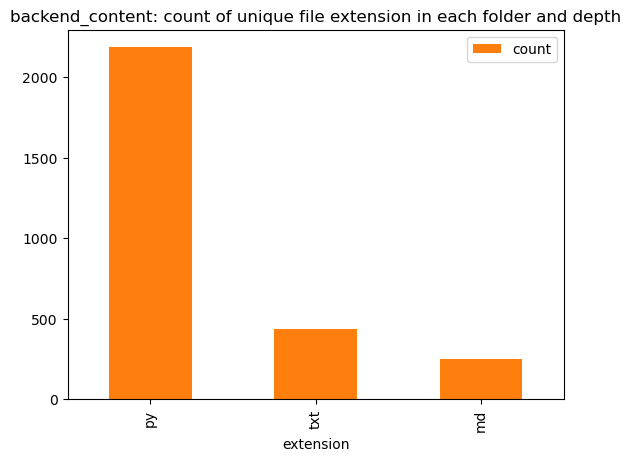 backend_content: count of unique file extension in each folder and depth
count
2000
1500
1000
500
0
py
txt
md
extension